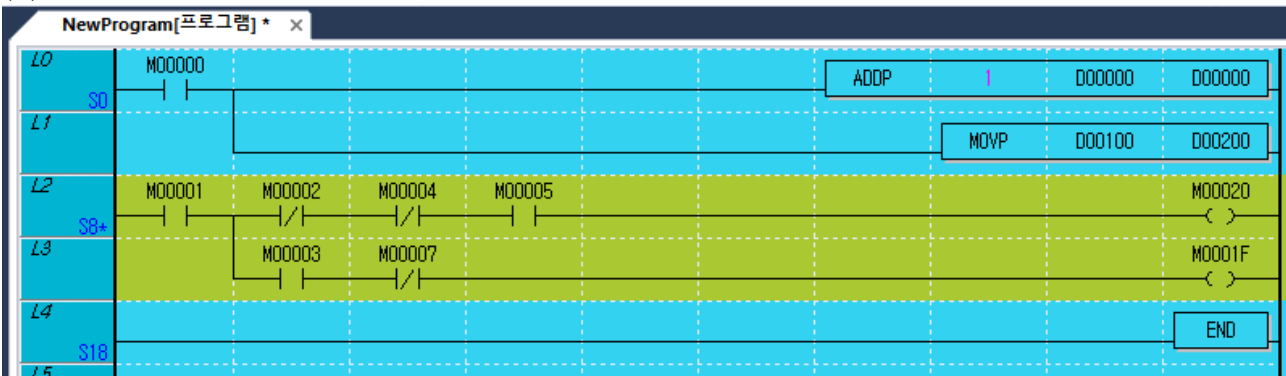 NewProgram[프로그램] * ×
L0 M00000
S0 ADDP 1 D00000 D00000
L1
MOVP D00100 D00200
L2 M00001 M00002 M00004 M00005 M00020
S8*
L3 M00003 M00007 M0001F
L4
END
S18
L5